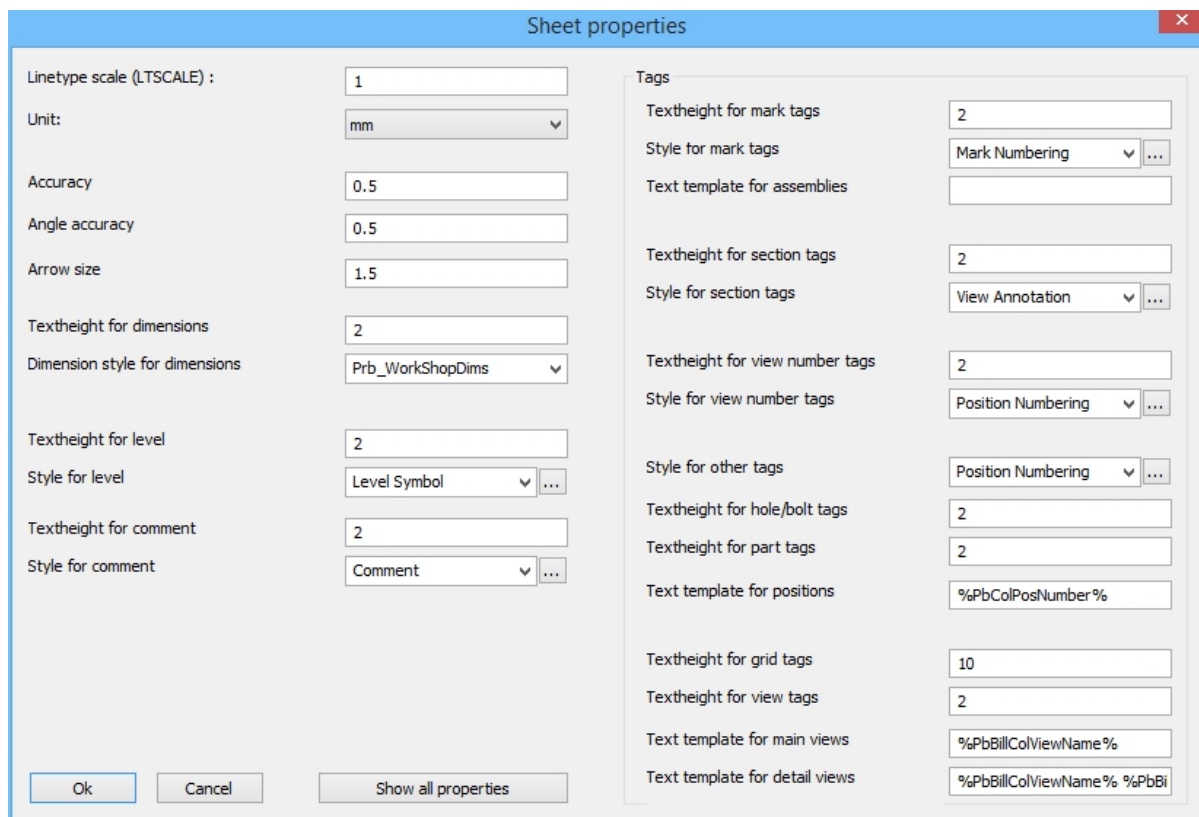 Sheet properties
Linetype scale (LTSCALE) : 1
Unit: mm
Accuracy 0.5
Angle accuracy 0.5
Arrow size 1.5
Textheight for dimensions 2
Dimension style for dimensions Prb_WorkShopDims
Textheight for level 2
Style for level Level Symbol ...
Textheight for comment 2
Style for comment Comment ...
Ok Cancel Show all properties
Tags
Textheight for mark tags 2
Style for mark tags Mark Numbering ...
Text template for assemblies
Textheight for section tags 2
Style for section tags View Annotation ...
Textheight for view number tags 2
Style for view number tags Position Numbering ...
Style for other tags Position Numbering ...
Textheight for hole/bolt tags 2
Textheight for part tags 2
Text template for positions %PbColPosNumber%
Textheight for grid tags 10
Textheight for view tags 2
Text template for main views %PbBillColViewName%
Text template for detail views %PbBillColViewName% %PbBi